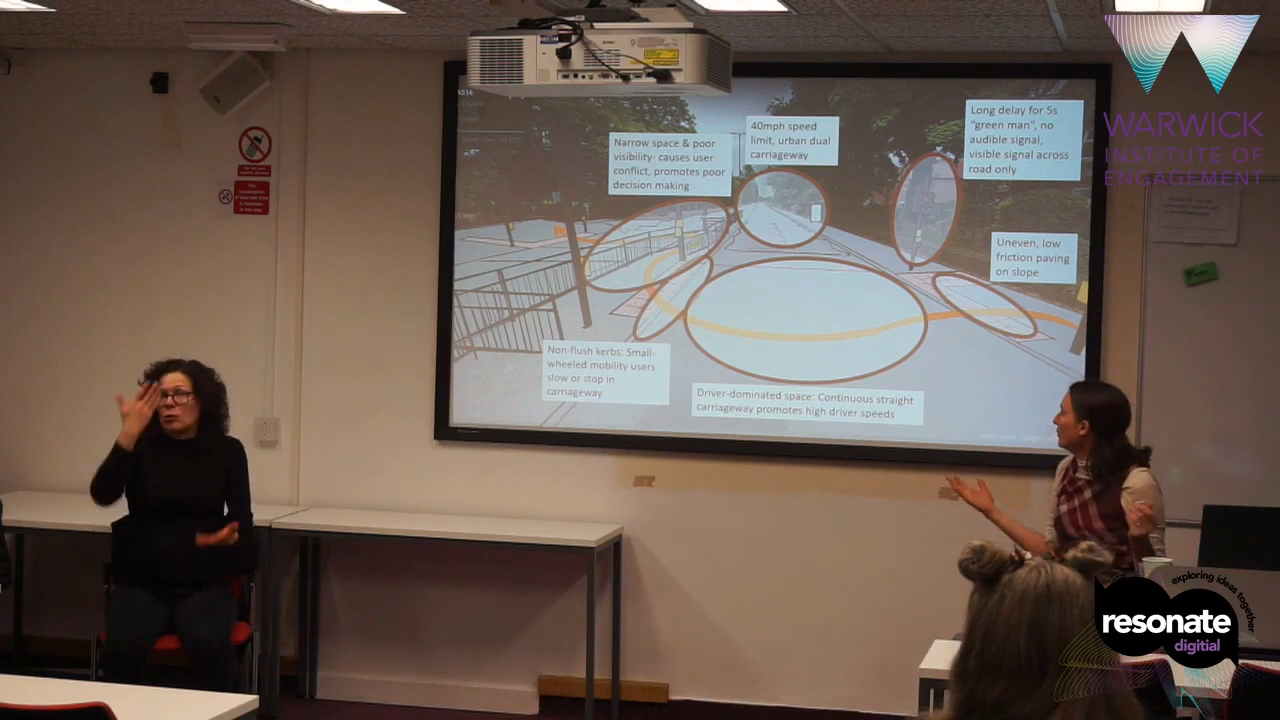 A516
Narrow space & poor
visibility- causes user
conflict, promotes poor
decision making
40mph speed
limit, urban dual
carriageway
Long delay for 5s
"green man", no
audible signal,
visible signal across
road only
Uneven, low
friction paving
on slope
Non-flush kerbs: Small-
wheeled mobility users
slow or stop in
carriageway
Driver-dominated space: Continuous straight
carriageway promotes high driver speeds
WARWICK
INSTITUTE OF
ENGAGEMENT
exploring ideas together
resonate
digitial